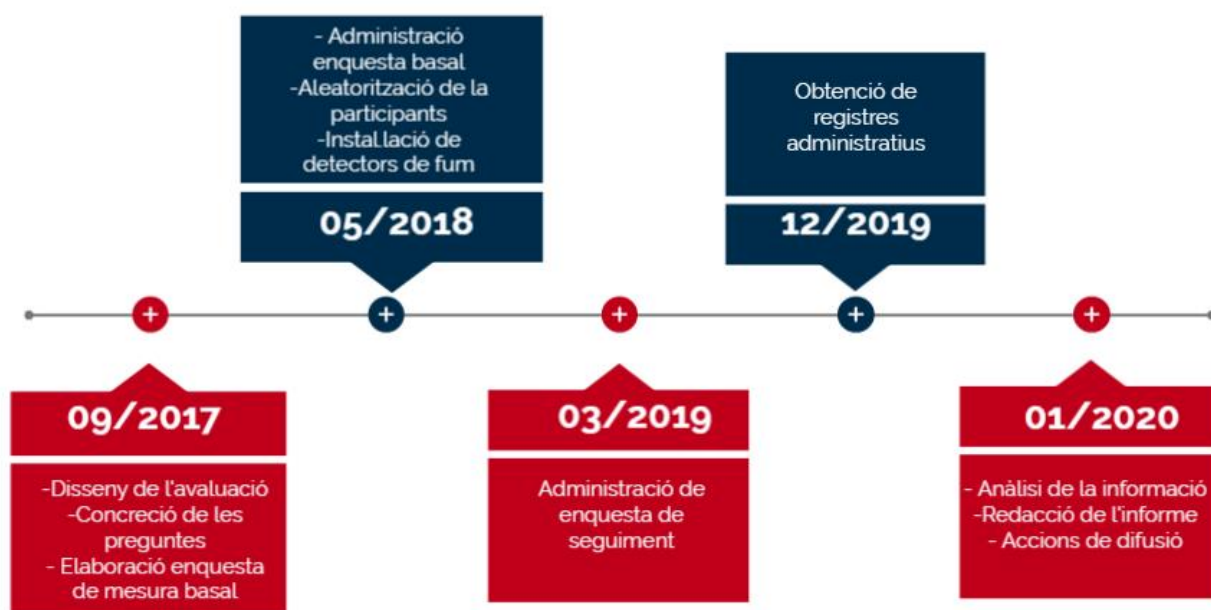 - Administració
enquesta basal
-Aleatorització de la
participants
-Instal.lació de
detectors de fum
05/2018
Obtenció de
registres
administratius
12/2019
09/2017
-Disseny de l'avaluació
-Concreció de les
preguntes
- Elaboració enquesta
de mesura basal
03/2019
Administració de
enquesta de
seguiment
01/2020
- Anàlisi de la informació
-Redacció de l'informe
- Accions de difusió